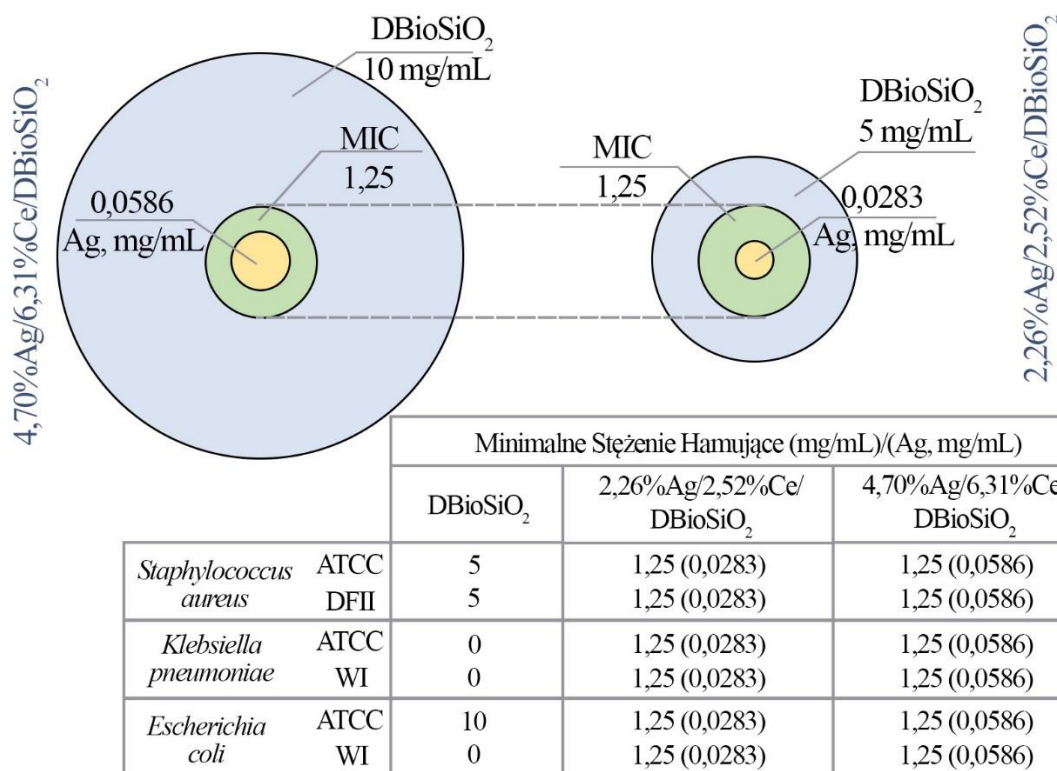 4,70%Ag/6,31%Ce/DBioSiO₂
DBioSiO₂
10 mg/mL
MIC
1,25
0,0586
Ag, mg/mL
DBioSiO₂
5 mg/mL
MIC
1,25
0,0283
Ag, mg/mL
2,26%Ag/2,52%Ce/DBioSiO₂
Minimalne Stężenie Hamujące (mg/mL)/(Ag, mg/mL)
DBioSiO₂ 2,26%Ag/2,52%Ce/ DBioSiO₂ 4,70%Ag/6,31%Ce DBioSiO₂
Staphylococcus aureus ATCC 5 1,25 (0,0283) 1,25 (0,0586)
DFII 5 1,25 (0,0283) 1,25 (0,0586)
Klebsiella pneumoniae ATCC 0 1,25 (0,0283) 1,25 (0,0586)
WI 0 1,25 (0,0283) 1,25 (0,0586)
Escherichia coli ATCC 10 1,25 (0,0283) 1,25 (0,0586)
WI 0 1,25 (0,0283) 1,25 (0,0586)